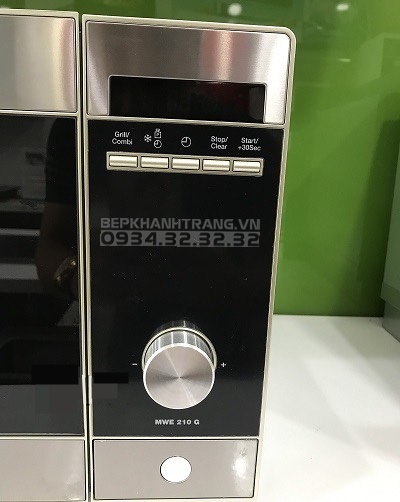 Grill/ Combi
Stop/ Clear
Start/ +30Sec
BEPKHANHTRANG.VN
0934.32.32.32
- +
MWE 210 G